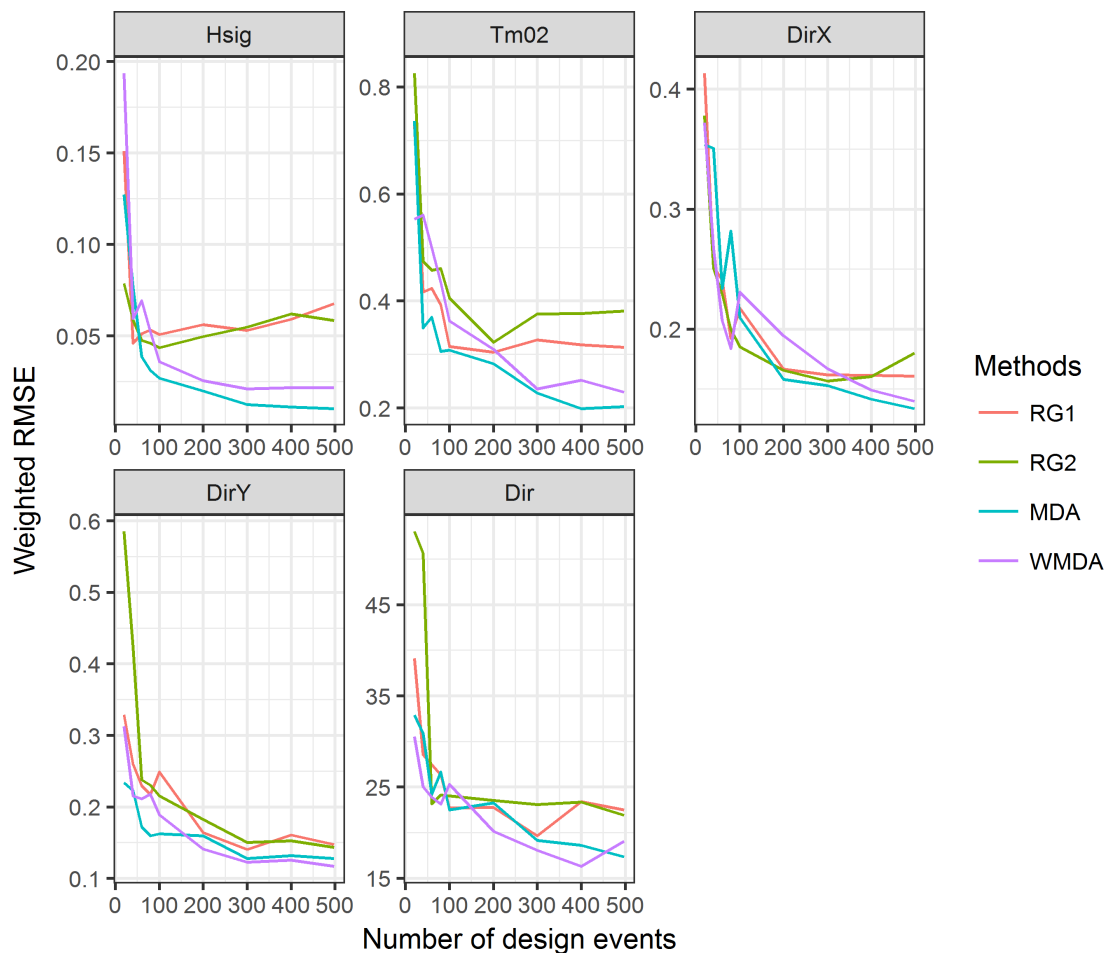 Hsig
Tm02
DirX
0.20
0.15
0.10
0.05
0.8
0.6
0.4
0.2
0.4
0.3
0.2
0 100 200 300 400 500
0 100 200 300 400 500
0 100 200 300 400 500
DirY
Dir
0.6
0.5
0.4
0.3
0.2
0.1
45
35
25
15
0 100 200 300 400 500
0 100 200 300 400 500
Weighted RMSE
Number of design events
Methods
RG1
RG2
MDA
WMDA